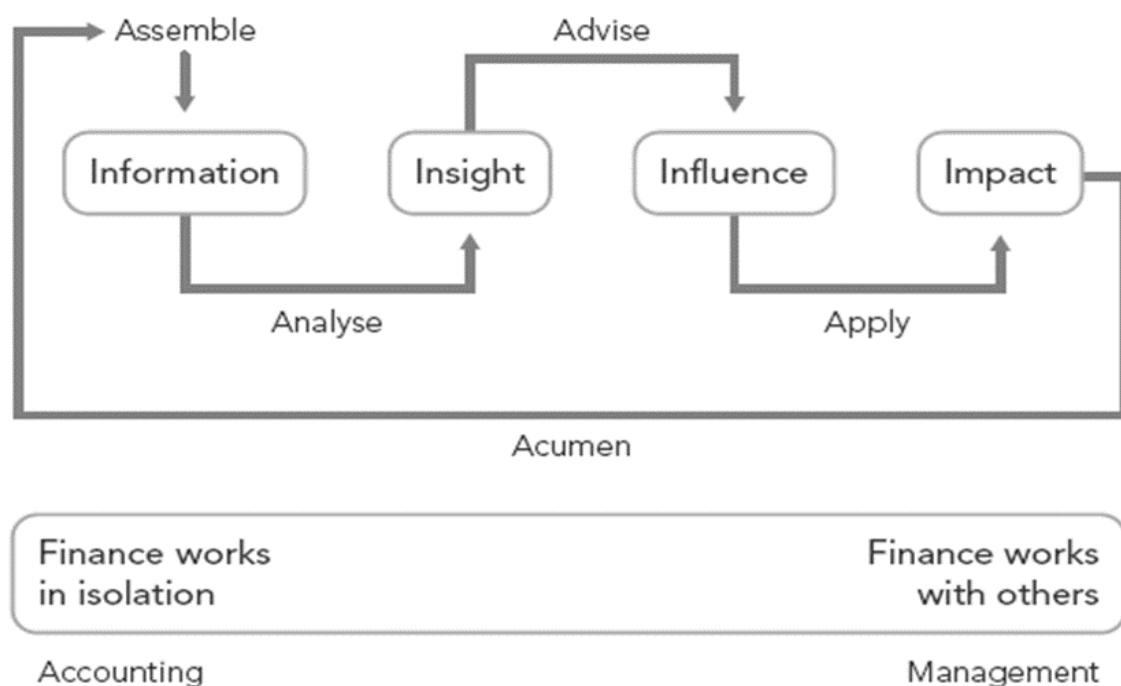 Assemble
Advise
Information
Insight
Influence
Impact
Analyse
Apply
Acumen
Finance works
in isolation
Finance works
with others
Accounting
Management